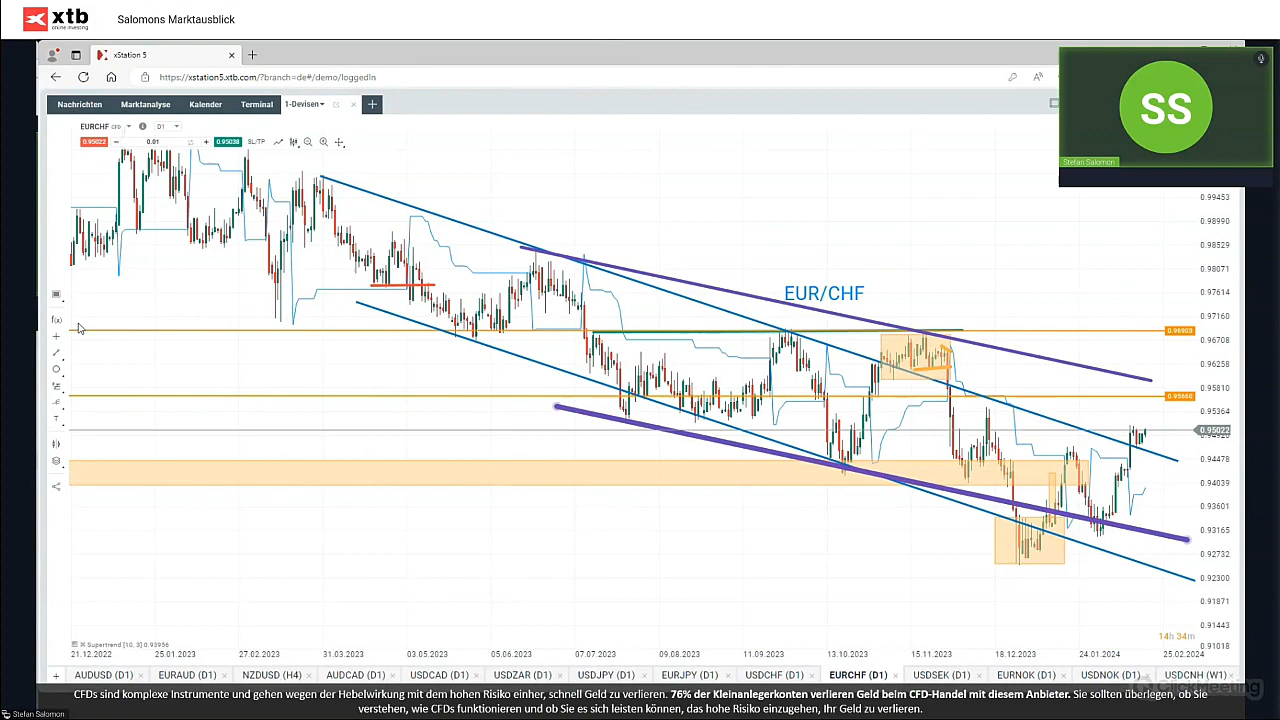 xtb
online investing
Salomons Marktausblick
xStation 5
https://xstation5.xtb.com/?branch=de#/demo/loggedIn
Nachrichten Marktanalyse Kalender Terminal 1-Devisen
SS
Stefan Salomon
EURCHF CFD D1
0.95022 0.01 0.95038 SL/TP
EUR/CHF
0.99453
0.98990
0.98529
0.98071
0.97614
0.97160
0.96903
0.96708
0.96258
0.95810
0.95660
0.95364
0.95022
0.94478
0.94039
0.93601
0.93165
0.92732
0.92300
0.91871
0.91443
0.91018
14h 34m
Supertrend [10, 3] 0.93956
21.12.2022 25.01.2023 27.02.2023 31.03.2023 03.05.2023 05.06.2023 07.07.2023 09.08.2023 11.09.2023 13.10.2023 15.11.2023 18.12.2023 24.01.2024 25.02.2024
AUDUSD (D1) EURAUD (D1) NZDUSD (H4) AUDCAD (D1) USDCAD (D1) USDZAR (D1) USDJPY (D1) EURJPY (D1) USDCHF (D1) EURCHF (D1) USDSEK (D1) EURNOK (D1) USDNOK (D1) USDCNH (W1)
ClickMeeting
CFDs sind komplexe Instrumente und gehen wegen der Hebelwirkung mit dem hohen Risiko einher, schnell Geld zu verlieren. 76% der Kleinanlegerkonten verlieren Geld beim CFD-Handel mit diesem Anbieter. Sie sollten überlegen, ob Sie
verstehen, wie CFDs funktionieren und ob Sie es sich leisten können, das hohe Risiko einzugehen, Ihr Geld zu verlieren.
Stefan Salomon